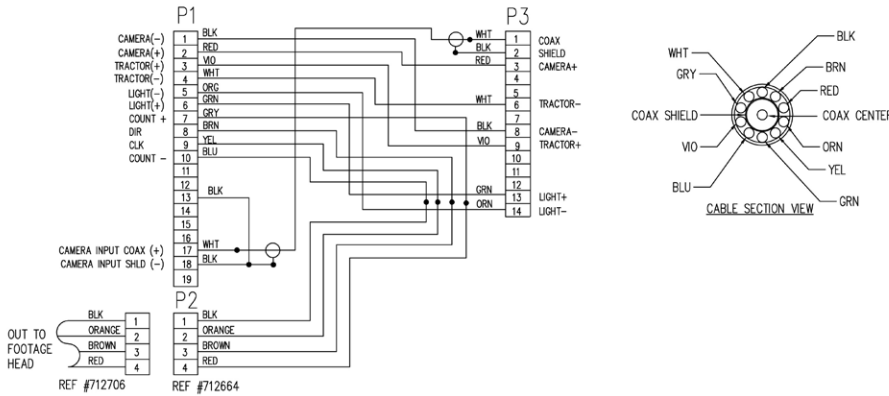 P1
P3
CAMERA(-) 1 BLK
CAMERA(+) 2 RED
TRACTOR(+) 3 VIO
TRACTOR(-) 4 WHT
LIGHT(-) 5 ORG
LIGHT(+) 6 GRN
COUNT + 7 GRY
DIR 8 BRN
CLK 9 YEL
COUNT - 10 BLU
11
12
13 BLK
14
15
16
CAMERA INPUT COAX (+) 17 WHT
CAMERA INPUT SHLD (-) 18 BLK
19
WHT 1 COAX
BLK 2 SHIELD
RED 3 CAMERA+
4
5
WHT 6 TRACTOR-
7
BLK 8 CAMERA-
VIO 9 TRACTOR+
10
11
12
GRN 13 LIGHT+
ORN 14 LIGHT-
P2
BLK 1
ORANGE 2
BROWN 3
RED 4
OUT TO
FOOTAGE
HEAD
REF #712706
1 BLK
2 ORANGE
3 BROWN
4 RED
REF #712664
BLK
WHT
BRN
GRY
RED
COAX SHIELD
COAX CENTER
VIO
ORN
YEL
BLU
GRN
CABLE SECTION VIEW